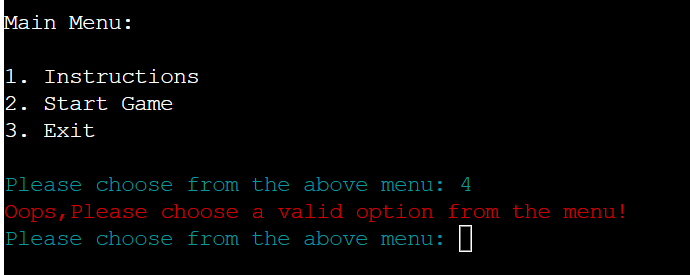 Main Menu:
1. Instructions
2. Start Game
3. Exit
Please choose from the above menu: 4
Oops,Please choose a valid option from the menu!
Please choose from the above menu: